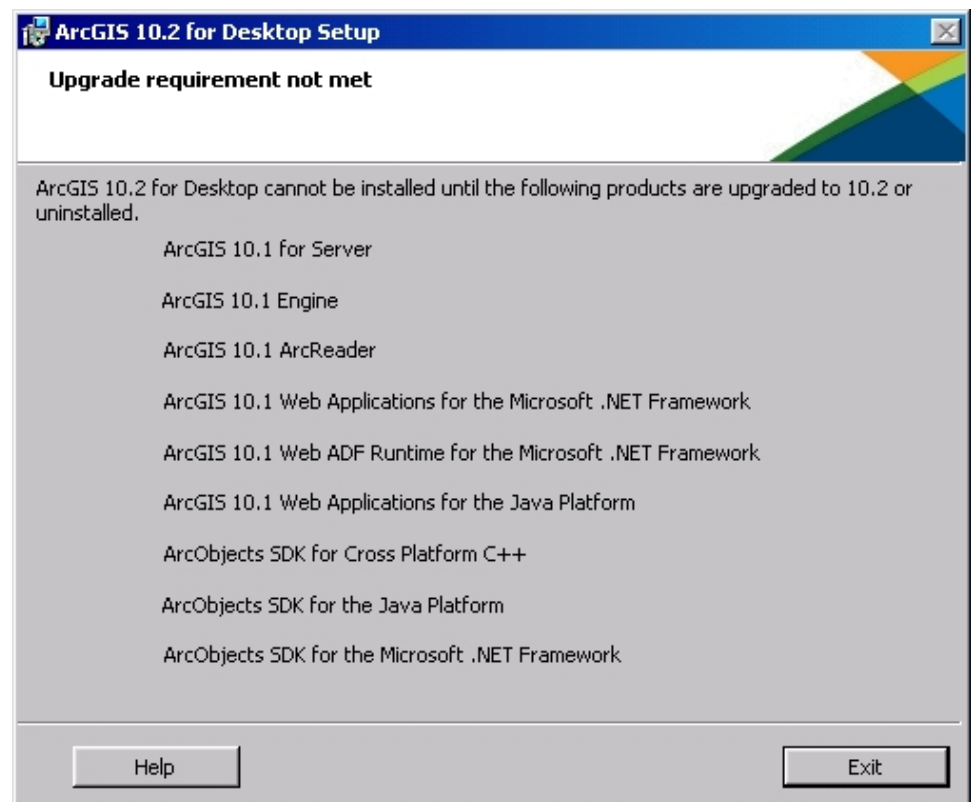 ArcGIS 10.2 for Desktop Setup
Upgrade requirement not met
ArcGIS 10.2 for Desktop cannot be installed until the following products are upgraded to 10.2 or
uninstalled.
ArcGIS 10.1 for Server
ArcGIS 10.1 Engine
ArcGIS 10.1 ArcReader
ArcGIS 10.1 Web Applications for the Microsoft .NET Framework
ArcGIS 10.1 Web ADF Runtime for the Microsoft .NET Framework
ArcGIS 10.1 Web Applications for the Java Platform
ArcObjects SDK for Cross Platform C++
ArcObjects SDK for the Java Platform
ArcObjects SDK for the Microsoft .NET Framework
Help
Exit